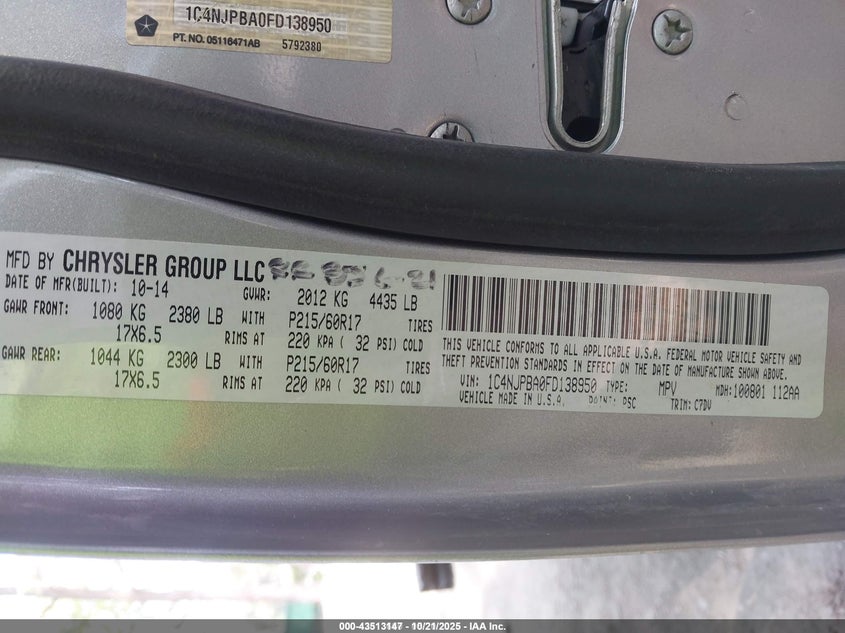 1C4NJPBA0FD138950
PT. NO. 05116471AB 5792380
MFD BY CHRYSLER GROUP LLC
DATE OF MFR(BUILT): 10-14 GVWR: 2012 KG 4435 LB
GAWR FRONT: 1080 KG 2380 LB WITH P215/60R17 TIRES
17X6.5 RIMS AT 220 KPA ( 32 PSI) COLD
GAWR REAR: 1044 KG 2300 LB WITH P215/60R17 TIRES
17X6.5 RIMS AT 220 KPA ( 32 PSI) COLD
THIS VEHICLE CONFORMS TO ALL APPLICABLE U.S.A. FEDERAL MOTOR VEHICLE SAFETY AND
THEFT PREVENTION STANDARDS IN EFFECT ON THE DATE OF MANUFACTURE SHOWN ABOVE.
VIN: 1C4NJPBA0FD138950 TYPE: MPV MDH:100801 112AA
VEHICLE MADE IN U.S.A. PAINT: PSC TRIM: C7DV
000-43513147 - 10/21/2025 - IAA Inc.